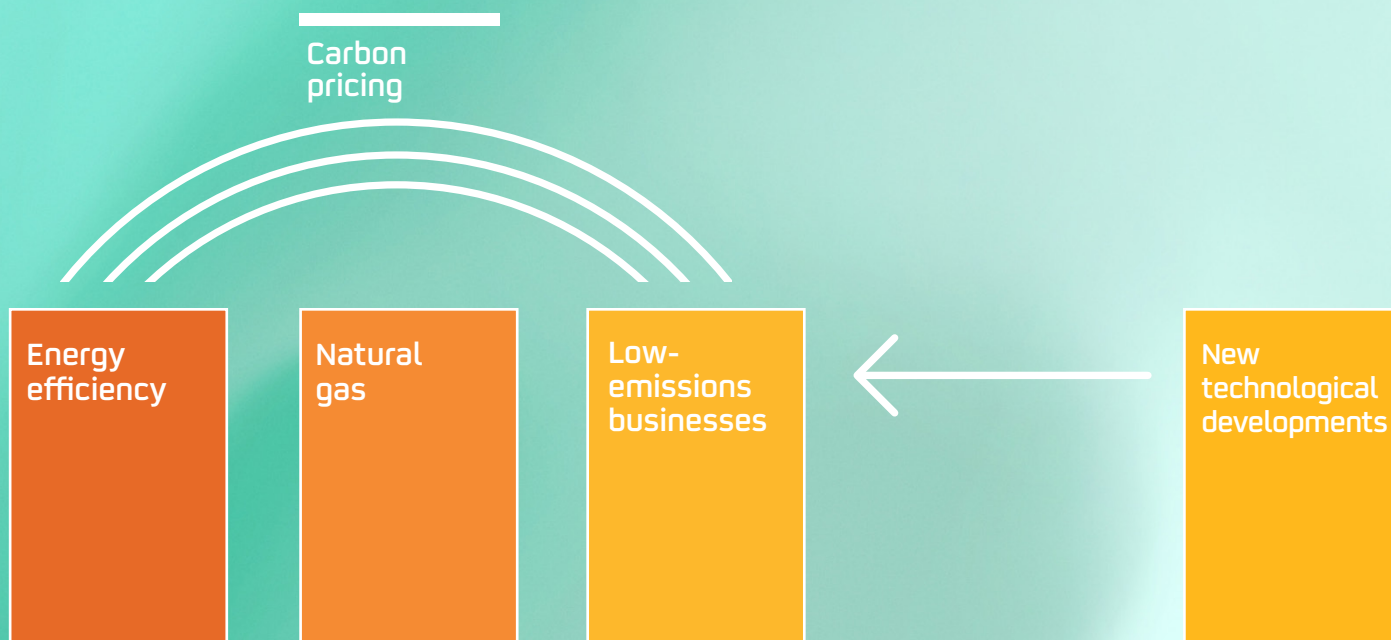 Carbon
pricing
Energy
efficiency
Natural
gas
Low-
emissions
businesses
New
technological
developments